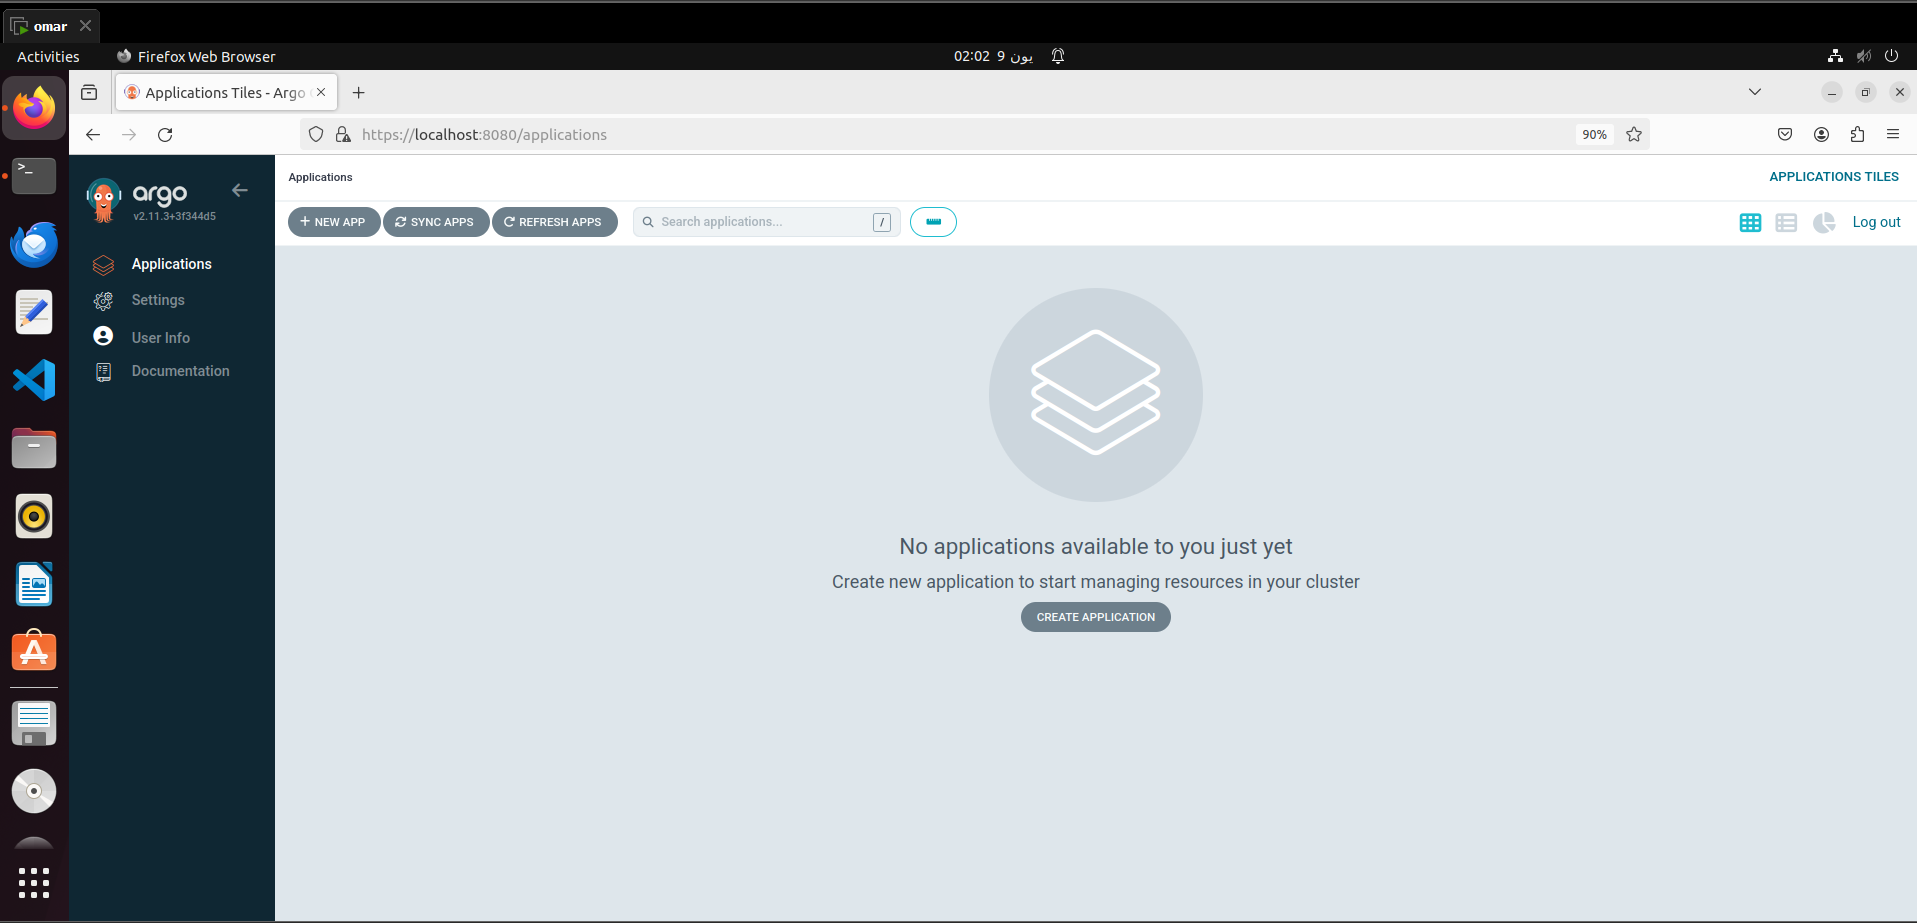 omar
Activities
Firefox Web Browser
02:02 9 يون
Applications Tiles - Argo
https://localhost:8080/applications
90%
argo
v2.11.3+3f344d5
Applications
Settings
User Info
Documentation
Applications
APPLICATIONS TILES
NEW APP
SYNC APPS
REFRESH APPS
Search applications...
/
Log out
No applications available to you just yet
Create new application to start managing resources in your cluster
CREATE APPLICATION